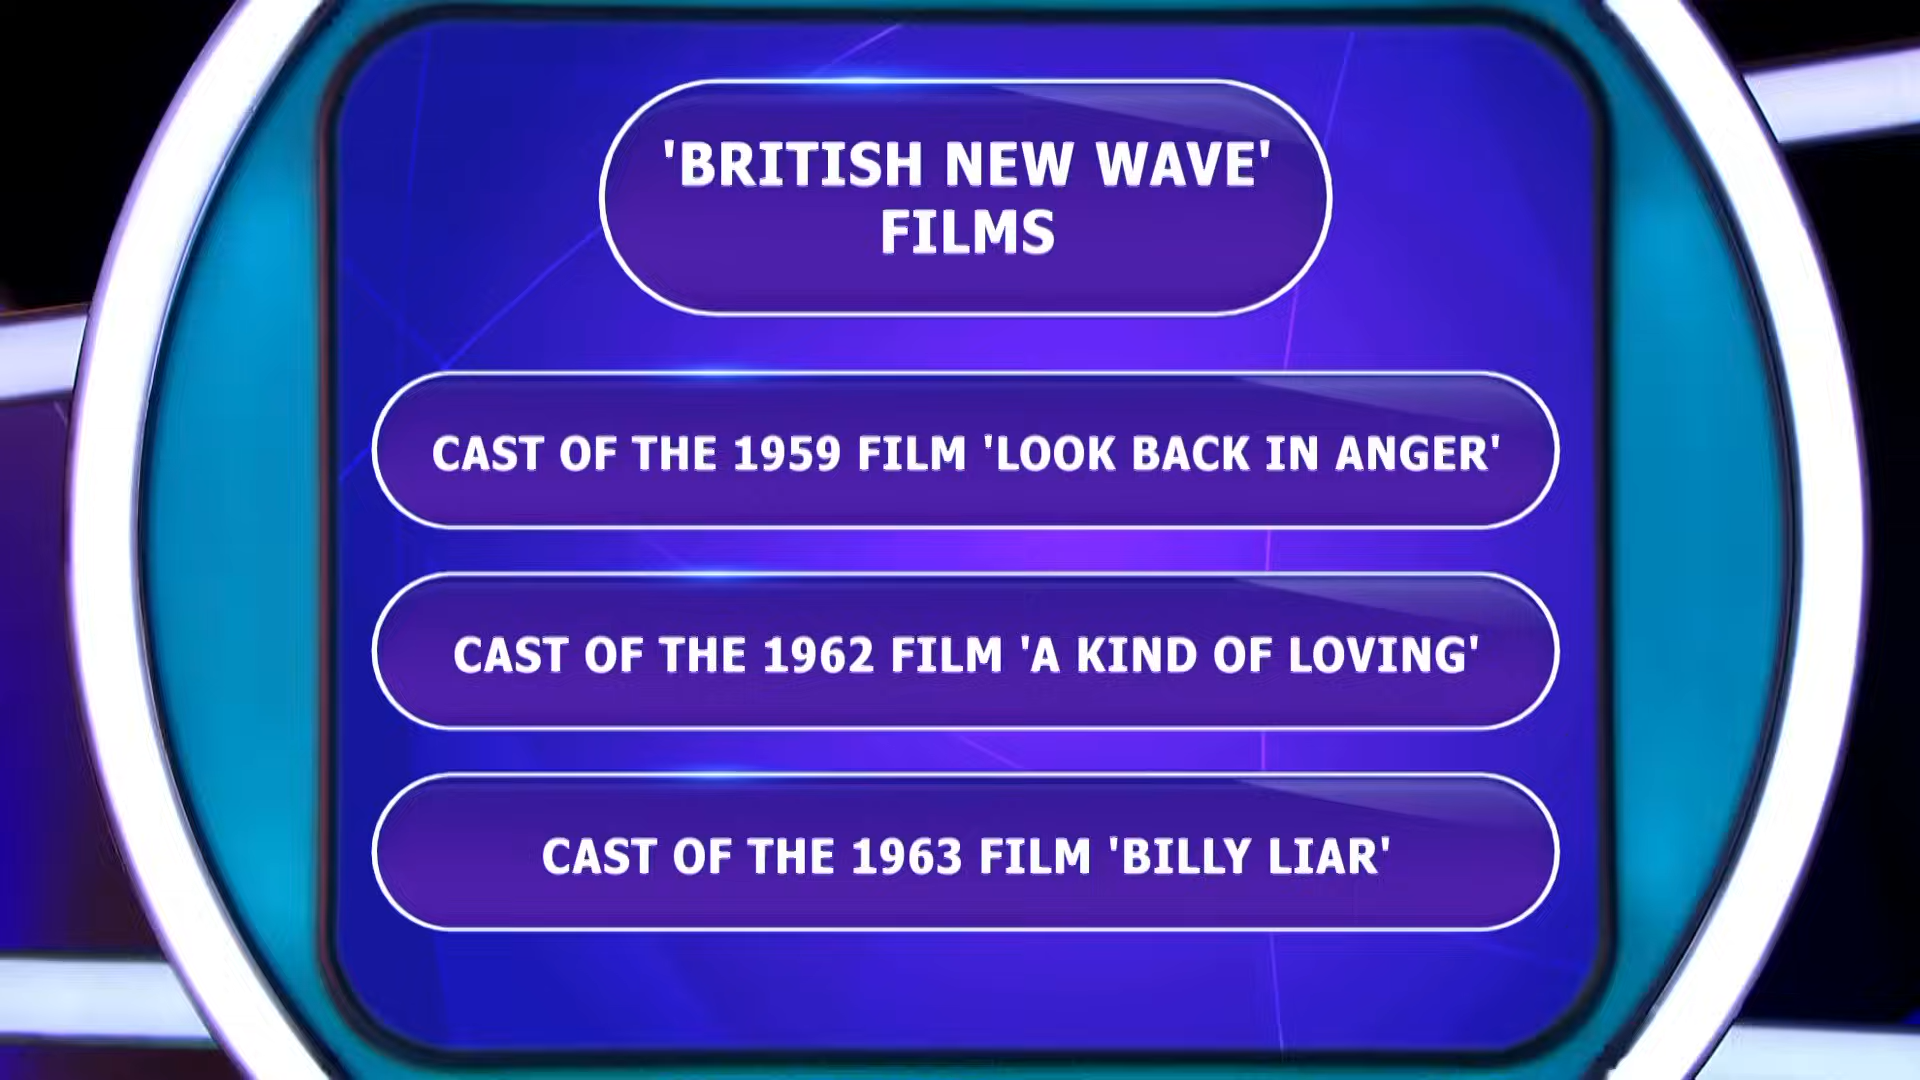 'BRITISH NEW WAVE'
FILMS
CAST OF THE 1959 FILM 'LOOK BACK IN ANGER'
CAST OF THE 1962 FILM 'A KIND OF LOVING'
CAST OF THE 1963 FILM 'BILLY LIAR'